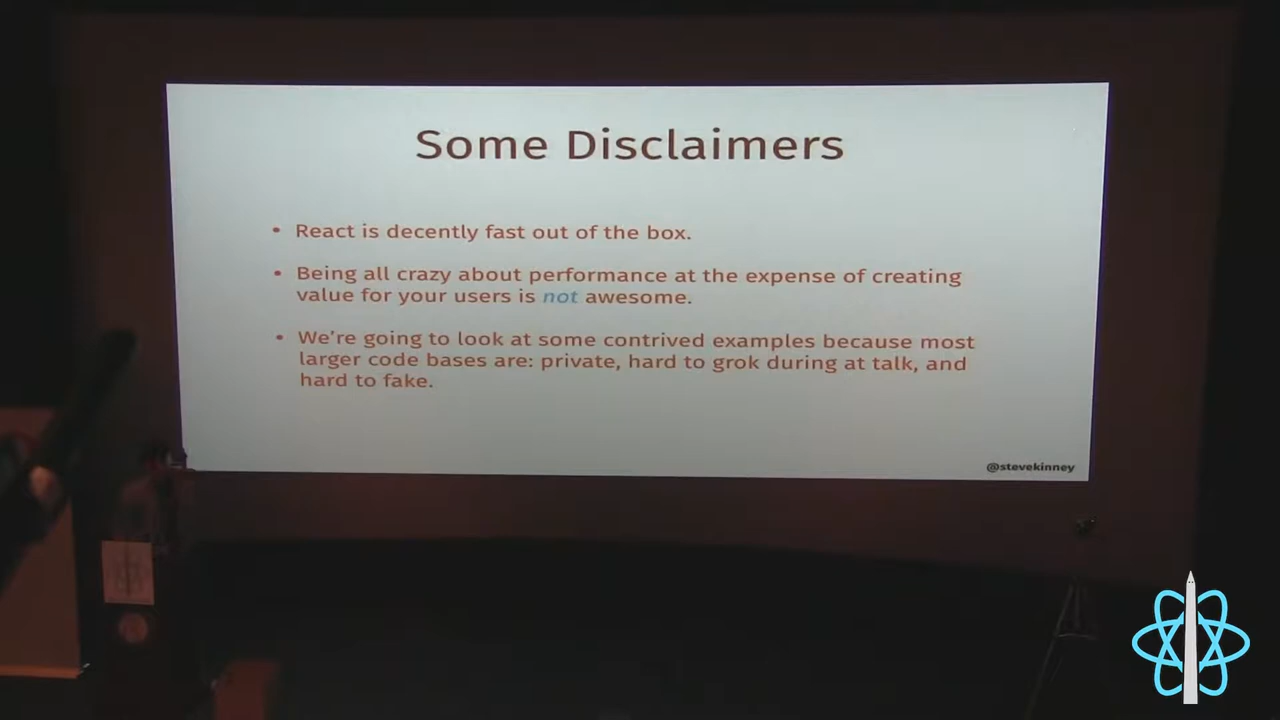 Some Disclaimers
• React is decently fast out of the box.
• Being all crazy about performance at the expense of creating
value for your users is not awesome.
• We're going to look at some contrived examples because most
larger code bases are: private, hard to grok during at talk, and
hard to fake.
@stevekinney